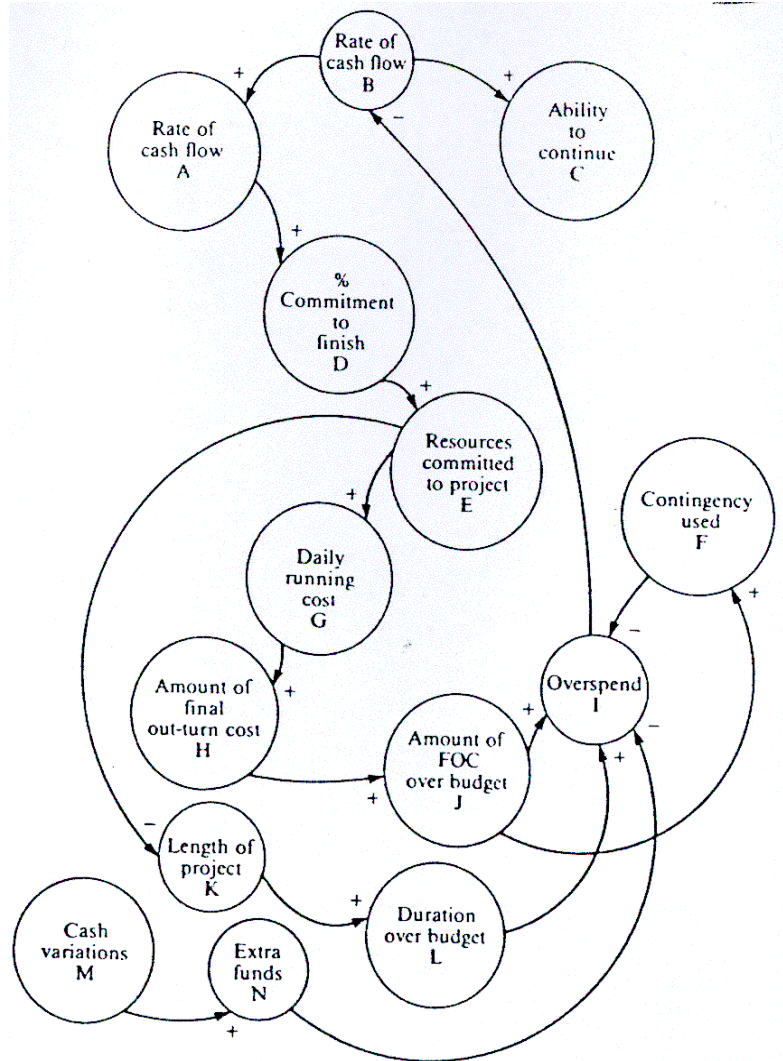 Rate of
cash flow
B
+
+
Rate of
cash flow
A
−
Ability
to
continue
C
+
%
Commitment
to
finish
D
+
Resources
committed
to project
E
+
Contingency
used
F
Daily
running
cost
G
+
−
+
Amount of
final
out-turn cost
H
Overspend
I
+
−
Amount of
FOC
over budget
J
+
+
−
Length of
project
K
+
Duration
over budget
L
Cash
variations
M
Extra
funds
N
+